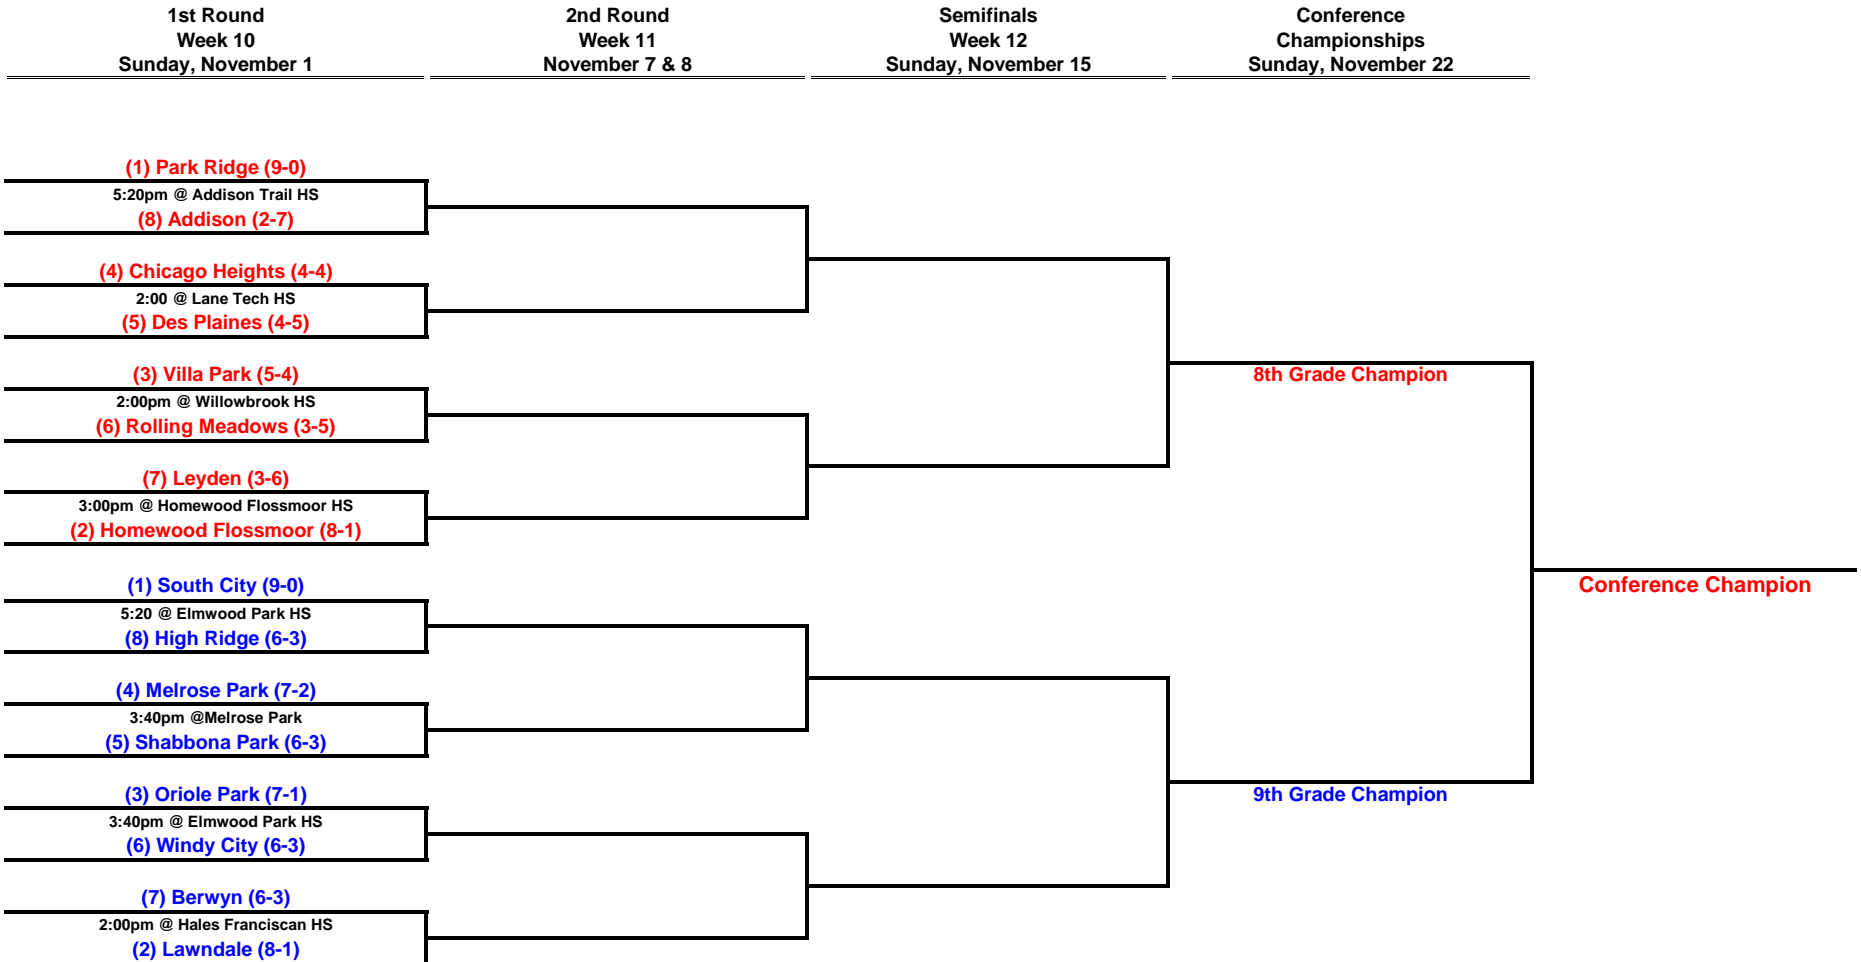 1st Round
Week 10
Sunday, November 1
2nd Round
Week 11
November 7 & 8
Semifinals
Week 12
Sunday, November 15
Conference
Championships
Sunday, November 22
(1) Park Ridge (9-0)
5:20pm @ Addison Trail HS
(8) Addison (2-7)
(4) Chicago Heights (4-4)
2:00 @ Lane Tech HS
(5) Des Plaines (4-5)
(3) Villa Park (5-4)
2:00pm @ Willowbrook HS
(6) Rolling Meadows (3-5)
(7) Leyden (3-6)
3:00pm @ Homewood Flossmoor HS
(2) Homewood Flossmoor (8-1)
(1) South City (9-0)
5:20 @ Elmwood Park HS
(8) High Ridge (6-3)
(4) Melrose Park (7-2)
3:40pm @Melrose Park
(5) Shabbona Park (6-3)
(3) Oriole Park (7-1)
3:40pm @ Elmwood Park HS
(6) Windy City (6-3)
(7) Berwyn (6-3)
2:00pm @ Hales Franciscan HS
(2) Lawndale (8-1)
8th Grade Champion
9th Grade Champion
Conference Champion